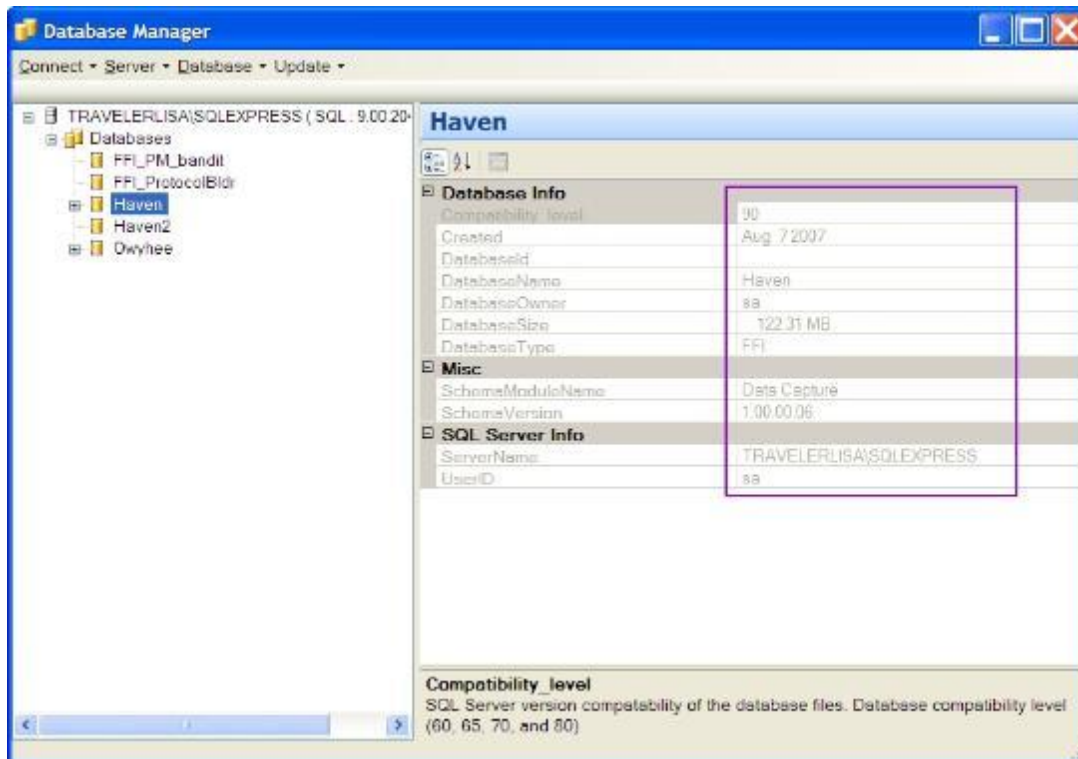 Database Manager
Connect Server Database Update
TRAVELERLISA\SQLEXPRESS ( SQL : 9.00.20
Databases
FFI_PM_bandit
FFI_ProtocolBldr
Haven
Haven2
Owyhee
Haven
Database Info
Compatibility_level 90
Created Aug 7 2007
DatabaseId
DatabaseName Haven
DatabaseOwner sa
DatabaseSize 122.31 MB
DatabaseType FFI
Misc
SchemaModuleName Data Capture
SchemaVersion 1.00.00.06
SQL Server Info
ServerName TRAVELERLISA\SQLEXPRESS
UserID sa
Compatibility_level
SQL Server version compatability of the database files. Database compatibility level
(60, 65, 70, and 80)